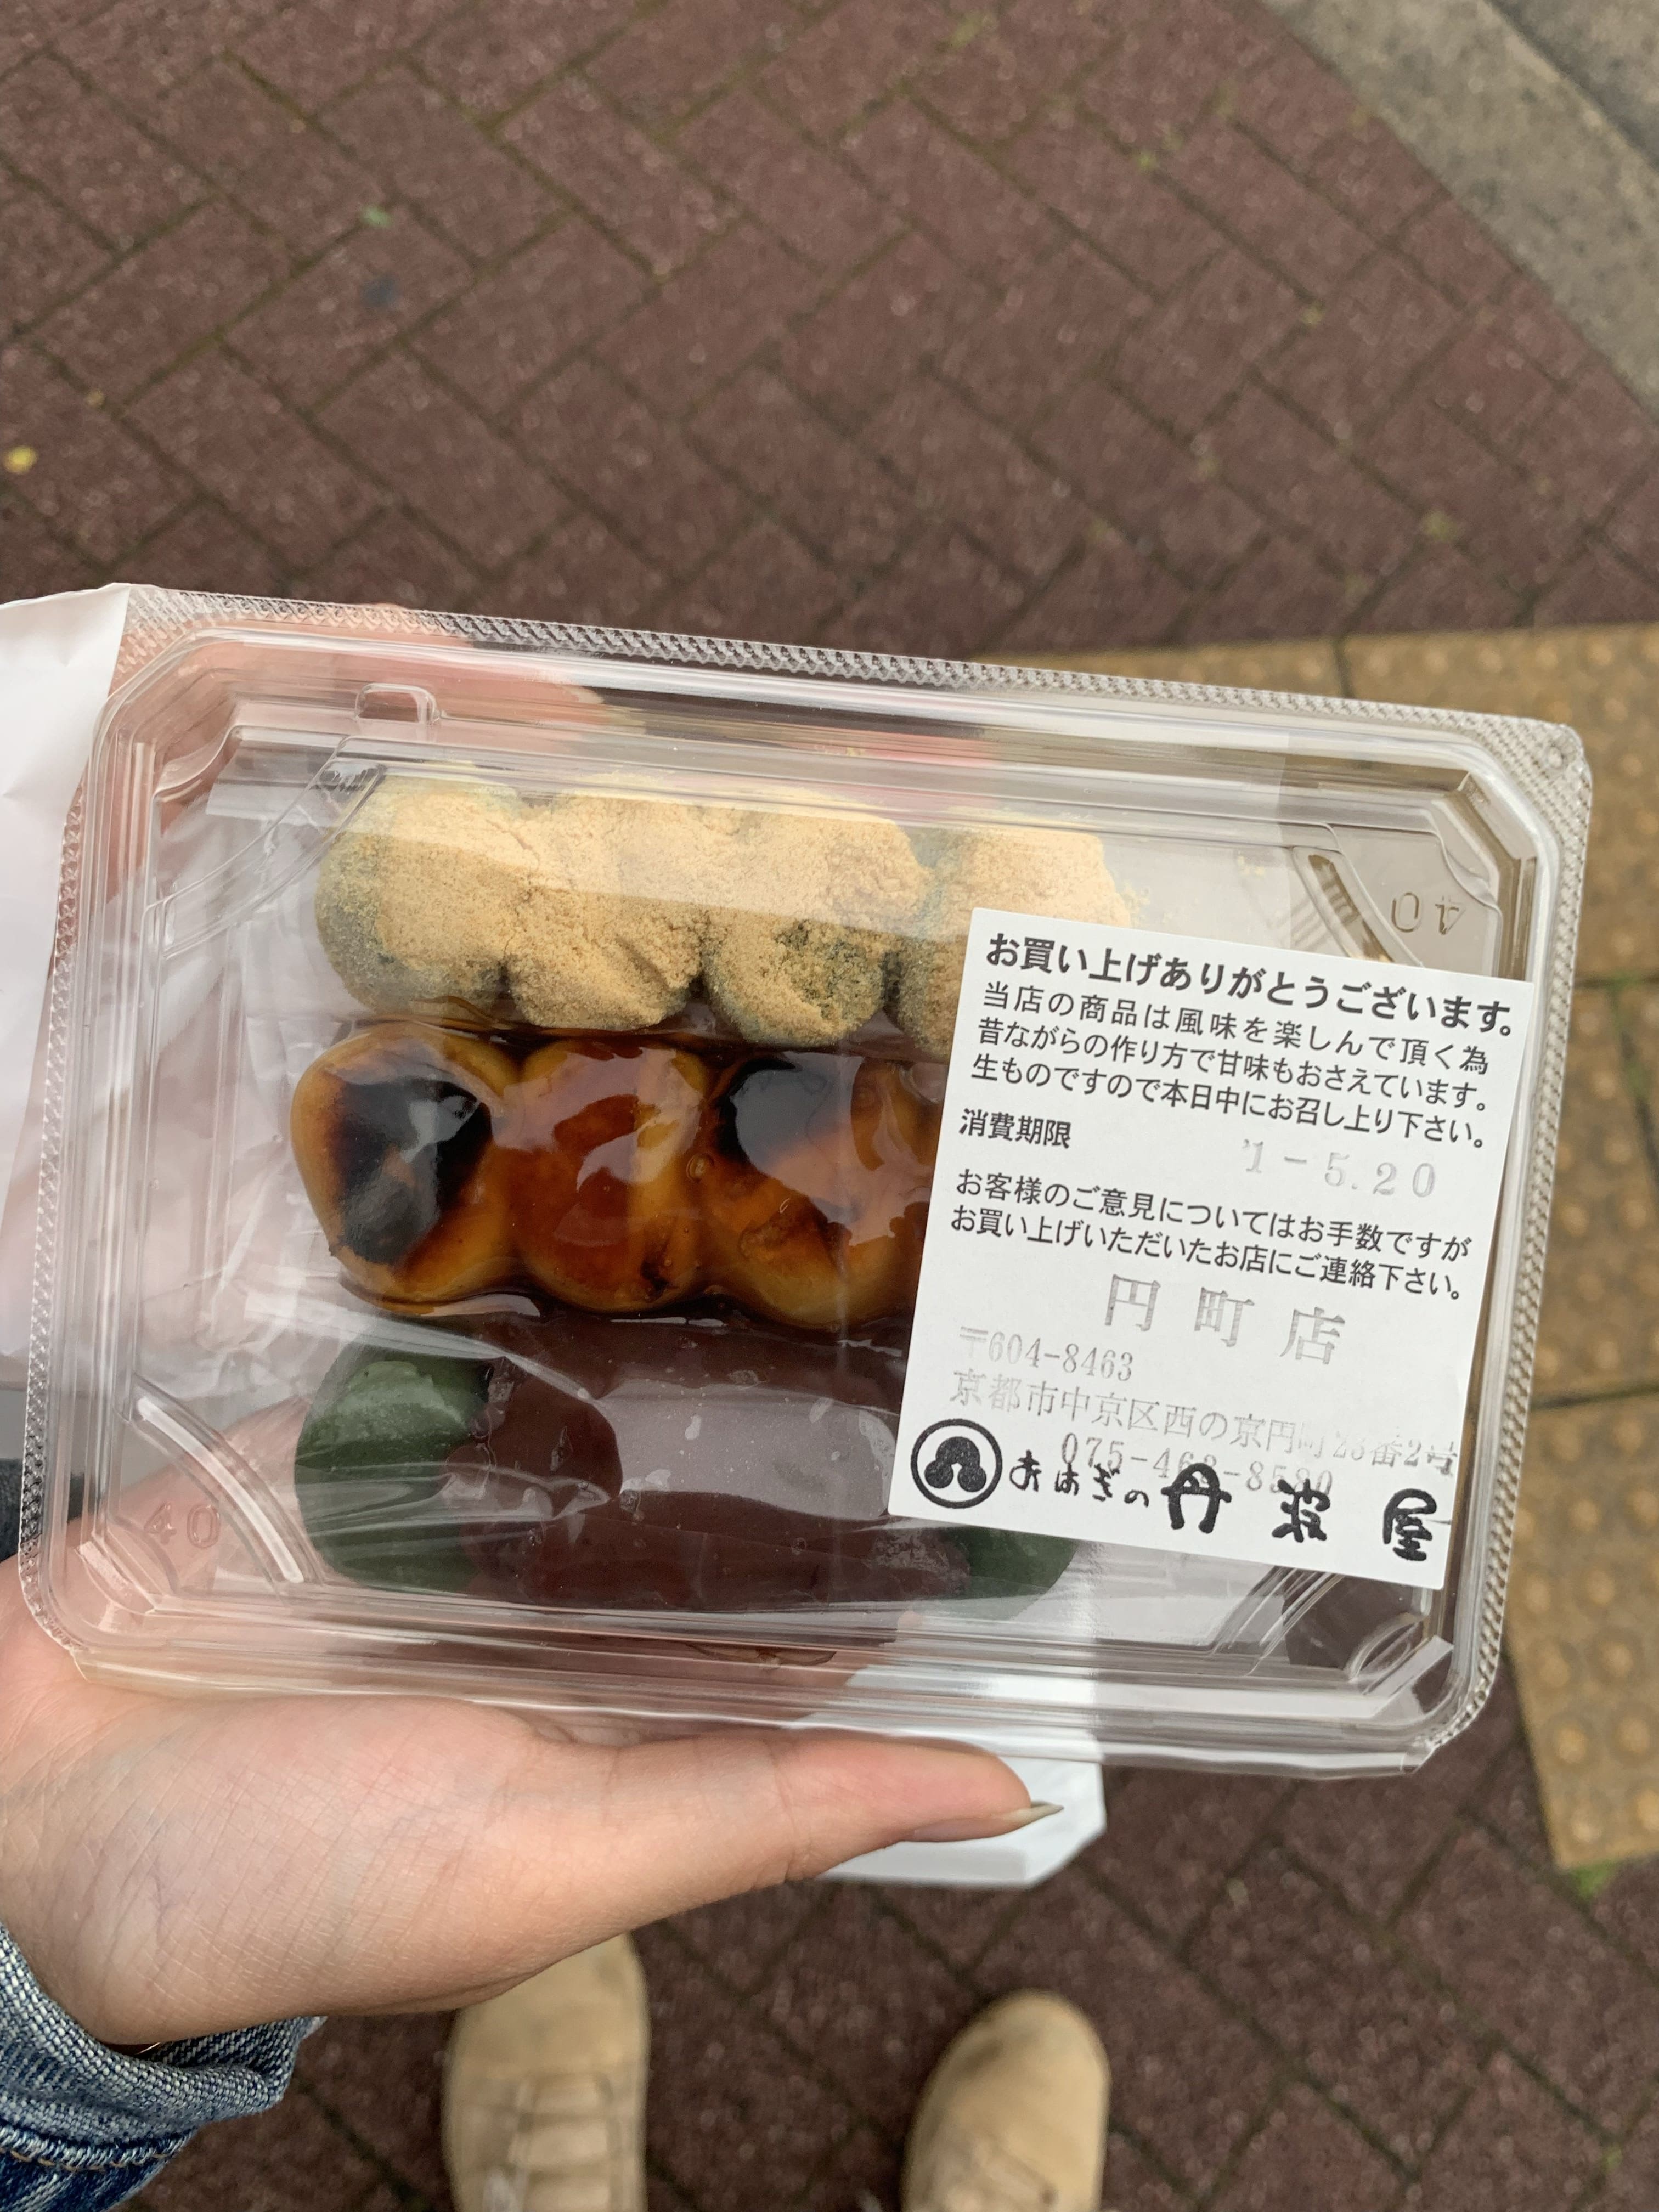 お買い上げありがとうございます。
当店の商品は風味を楽しんで頂く為
昔ながらの作り方で甘味もおさえています。
生ものですので本日中にお召し上り下さい。
消費期限
'1-5.20
お客様のご意見についてはお手数ですが
お買い上げいただいたお店にご連絡下さい。
円町店
〒604-8463
京都市中京区西の京円町23番2号
075-463-
おはぎの丹波屋
40
40